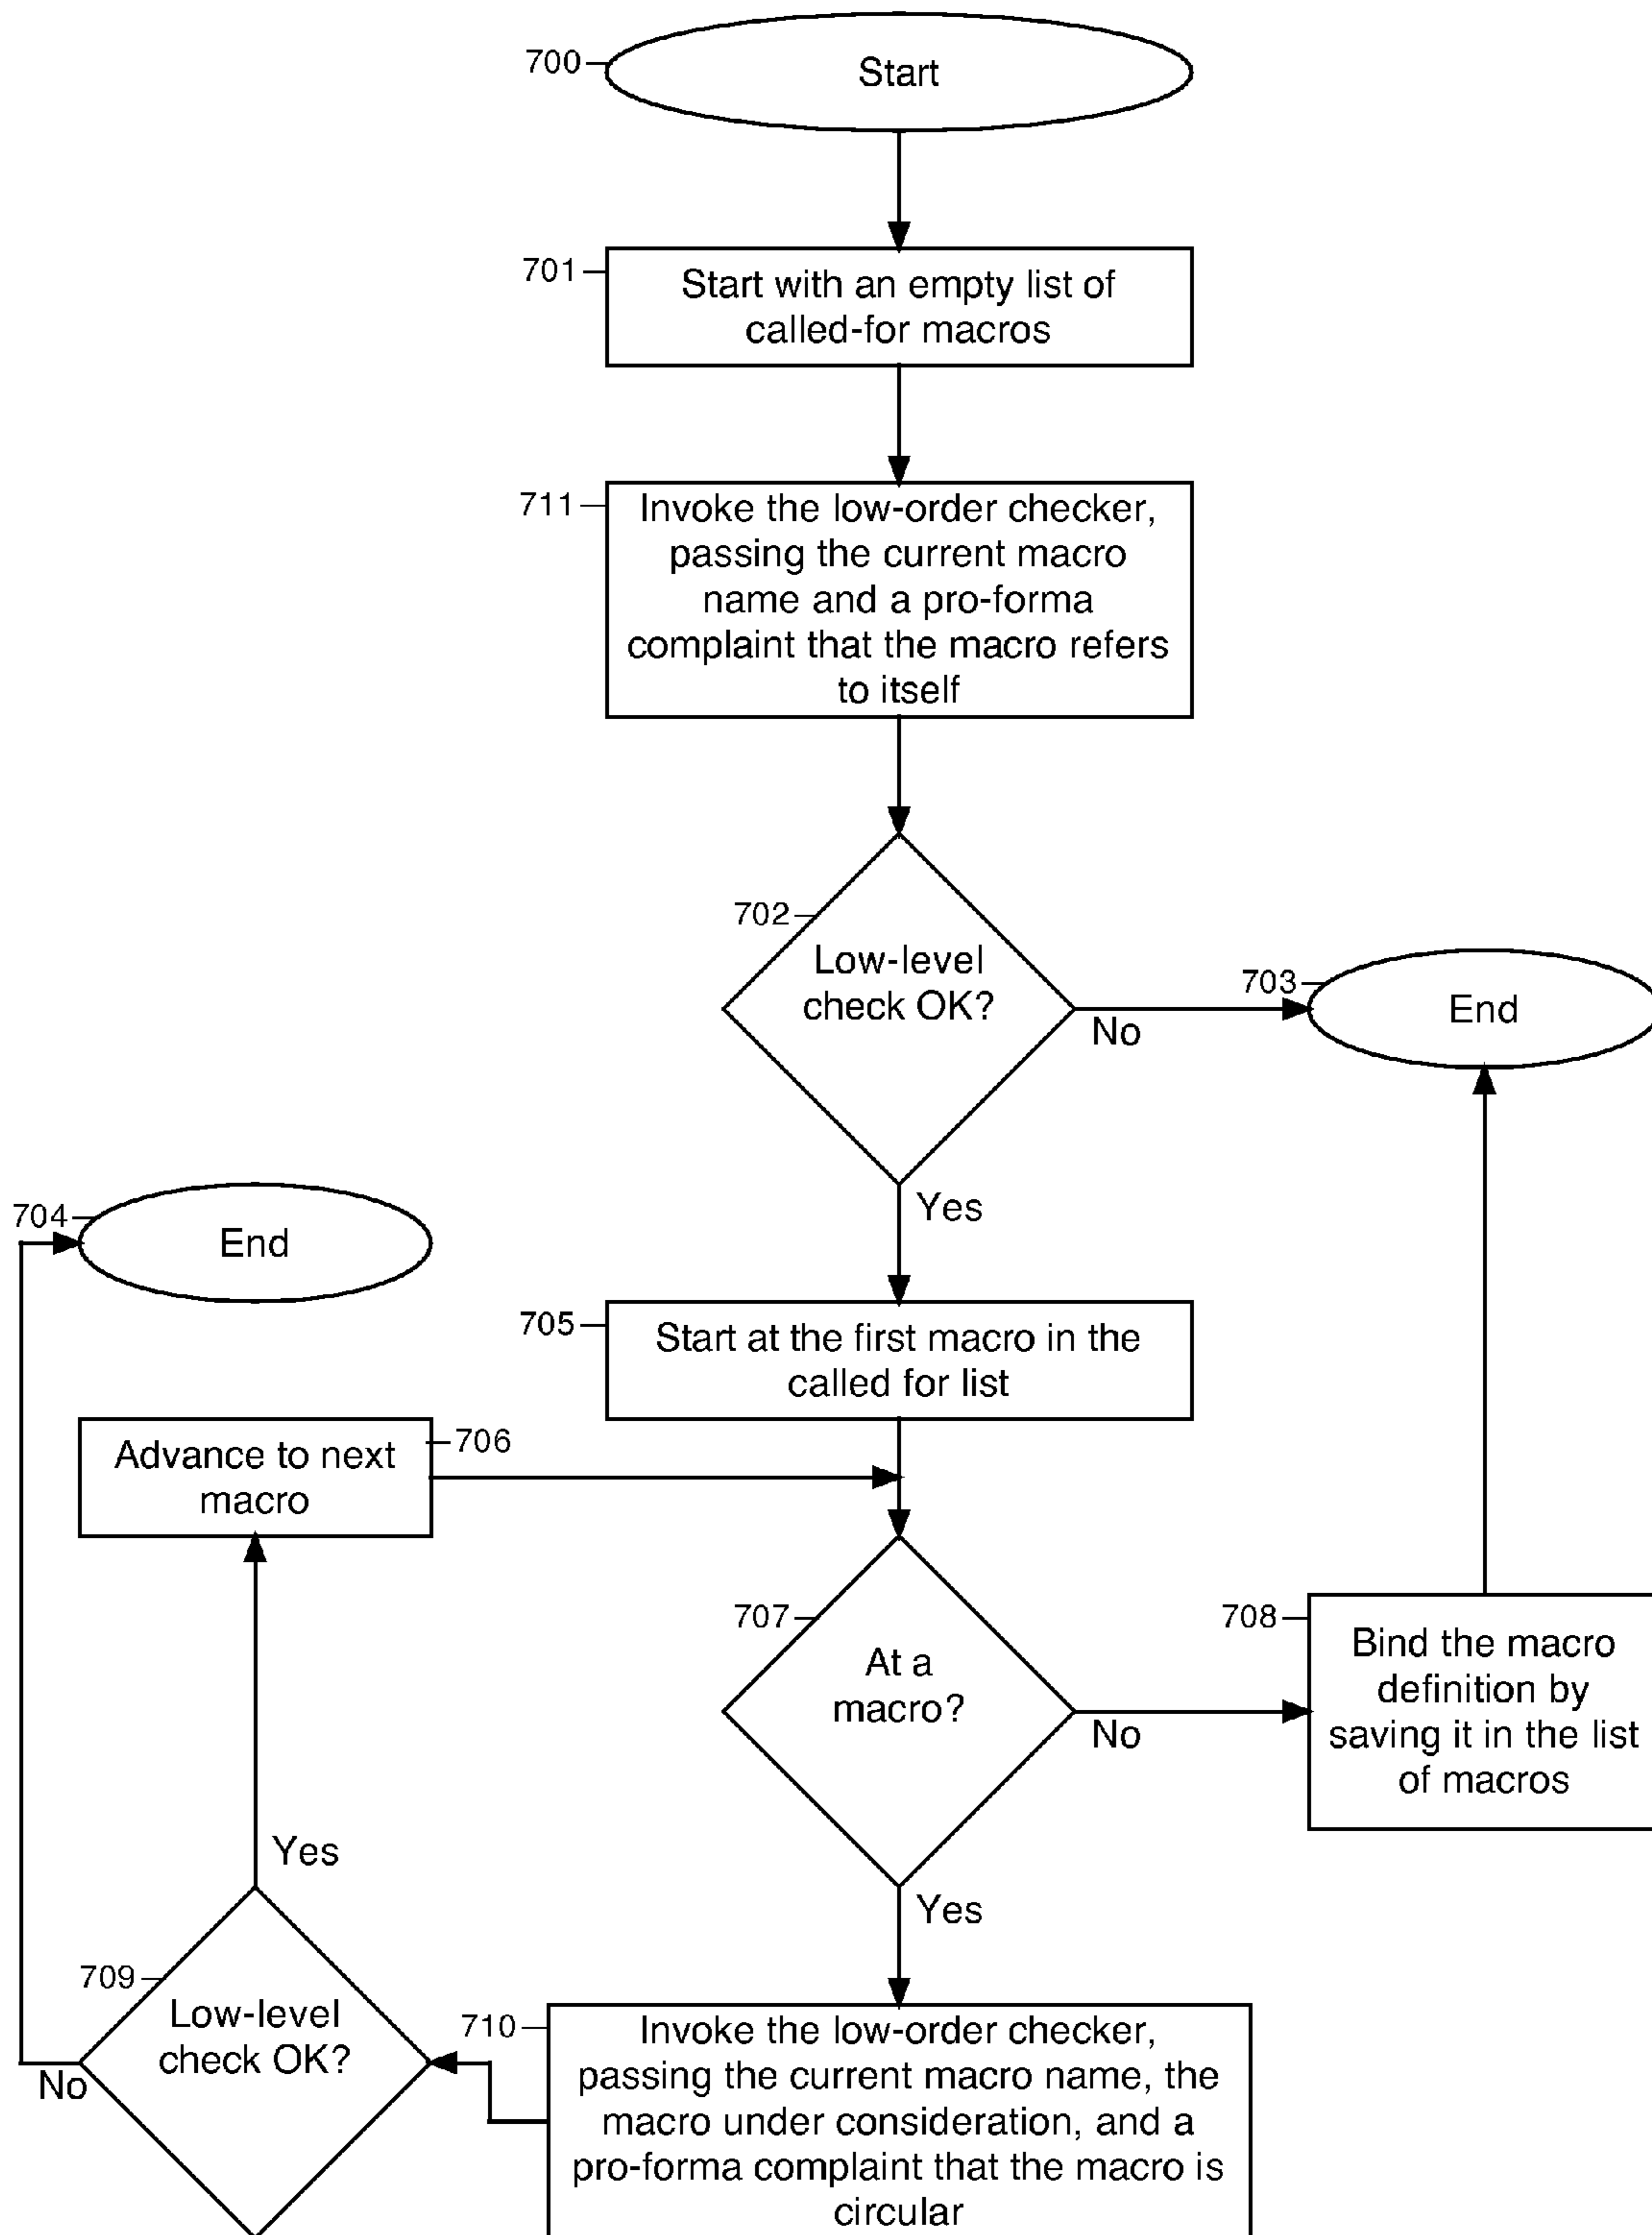 700
Start
701
Start with an empty list of
called-for macros
711
Invoke the low-order checker,
passing the current macro
name and a pro-forma
complaint that the macro refers
to itself
702
Low-level
check OK?
No
703
End
Yes
704
End
705
Start at the first macro in the
called for list
Advance to next
macro
706
707
At a
macro?
No
708
Bind the macro
definition by
saving it in the list
of macros
Yes
Yes
709
Low-level
check OK?
No
710
Invoke the low-order checker,
passing the current macro name, the
macro under consideration, and a
pro-forma complaint that the macro is
circular